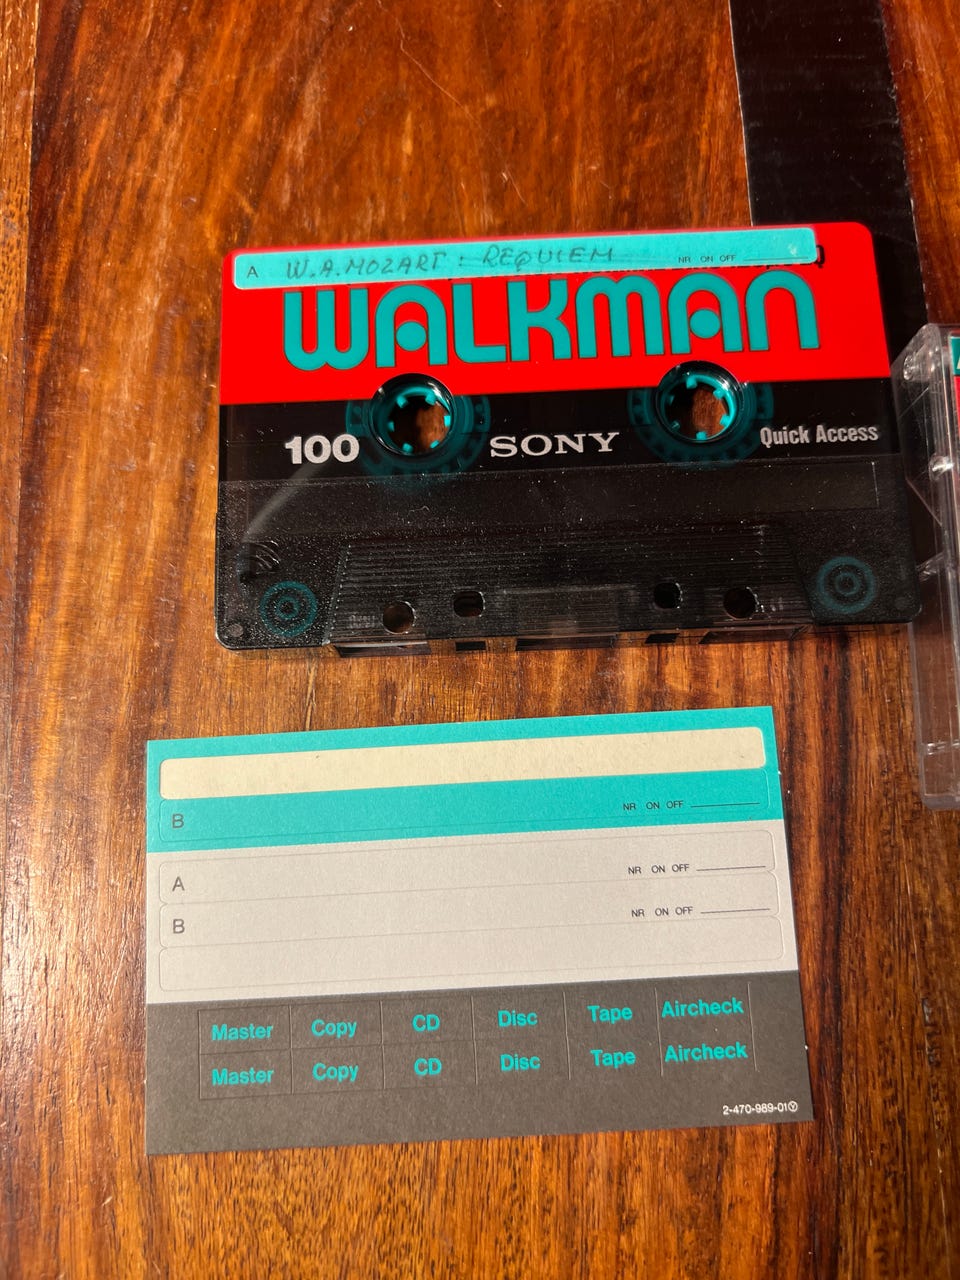 A W.A.MOZART : REQUIEM NR ON OFF
WALKMAN
100 SONY Quick Access
B NR ON OFF
A NR ON OFF
B NR ON OFF
Master Copy CD Disc Tape Aircheck
Master Copy CD Disc Tape Aircheck
2-470-989-01Ⓨ